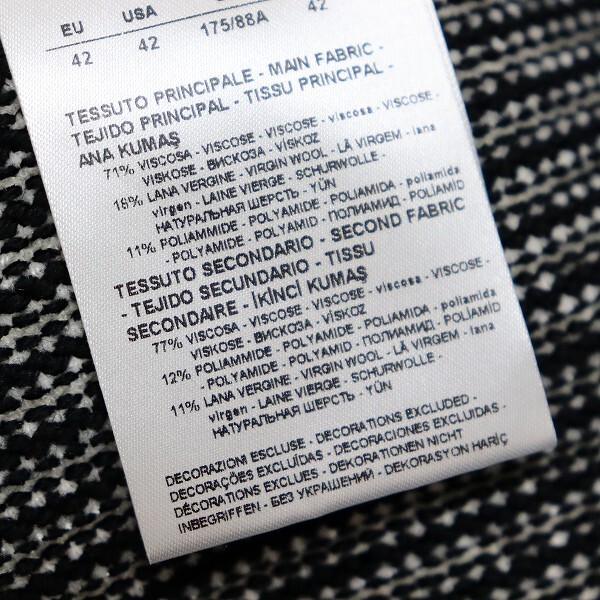 EU USA
42 42 175/88A 42
TESSUTO PRINCIPALE - MAIN FABRIC -
TEJIDO PRINCIPAL - TISSU PRINCIPAL -
ANA KUMAŞ
71% VISCOSA - VISCOSE - VISCOSE - viscosa - VISCOSE -
VISKOSE - ВИСКОЗА - VİSKOZ
18% LANA VERGINE - VIRGIN WOOL - LÃ VIRGEM - lana
virgen - LAINE VIERGE - SCHURWOLLE -
НАТУРАЛЬНАЯ ШЕРСТЬ - YÜN
11% POLIAMMIDE - POLYAMIDE - POLIAMIDA - poliamida
- POLYAMIDE - POLYAMID - ПОЛИАМИД - POLİAMİD
TESSUTO SECONDARIO - SECOND FABRIC
- TEJIDO SECUNDARIO - TISSU
SECONDAIRE - İKİNCİ KUMAŞ
77% VISCOSA - VISCOSE - VISCOSE - viscosa - VISCOSE -
VISKOSE - ВИСКОЗА - VİSKOZ
12% POLIAMMIDE - POLYAMIDE - POLIAMIDA - poliamida
- POLYAMIDE - POLYAMID - ПОЛИАМИД - POLİAMİD
11% LANA VERGINE - VIRGIN WOOL - LÃ VIRGEM - lana
virgen - LAINE VIERGE - SCHURWOLLE -
НАТУРАЛЬНАЯ ШЕРСТЬ - YÜN
DECORAZIONI ESCLUSE - DECORATIONS EXCLUDED -
DECORAÇÕES EXCLUÍDAS - DECORACIONES EXCLUIDAS -
DÉCORATIONS EXCLUES - DEKORATIONEN NICHT
INBEGRIFFEN - БЕЗ УКРАШЕНИЙ - DEKORASYON HARİÇ